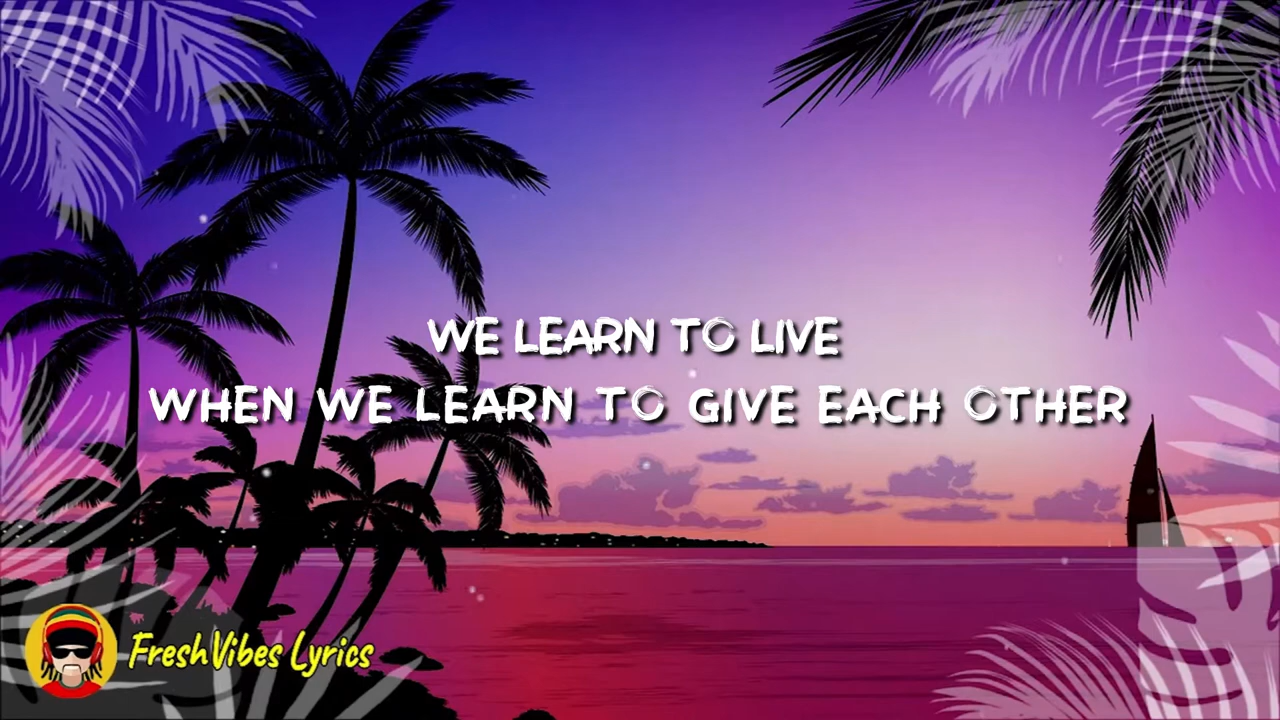 WE LEARN TO LIVE
WHEN WE LEARN TO GIVE EACH OTHER
FreshVibes Lyrics